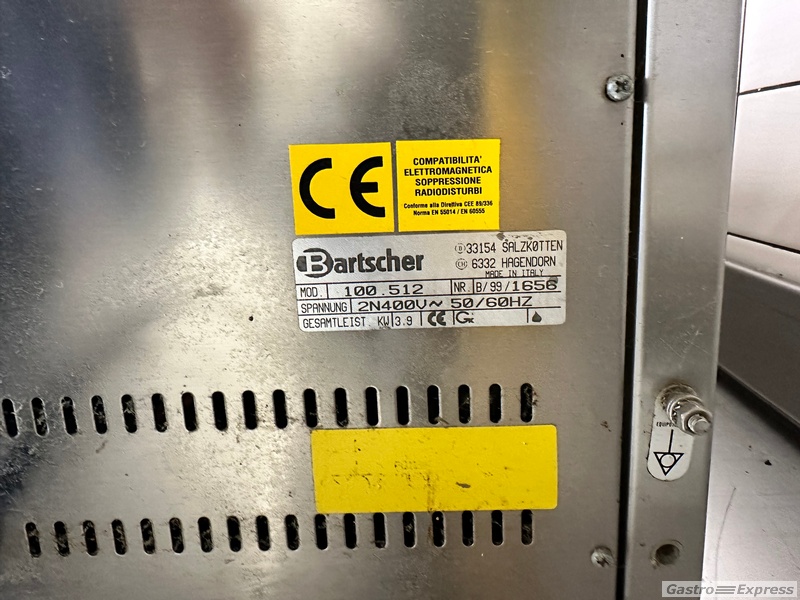 CE
COMPATIBILITA'
ELETTROMAGNETICA
SOPPRESSIONE
RADIODISTURBI
Conforme alla Direttiva CEE 89/336
Norma EN 55014 / EN 60555
Bartscher
D 33154 SALZKOTTEN
CH 6332 HAGENDORN
MADE IN ITALY
MOD. 100.512 NR. B/99/1656
SPANNUNG 2N400V~ 50/60HZ
GESAMTLEIST. KW 3.9 CE
Gastro Express